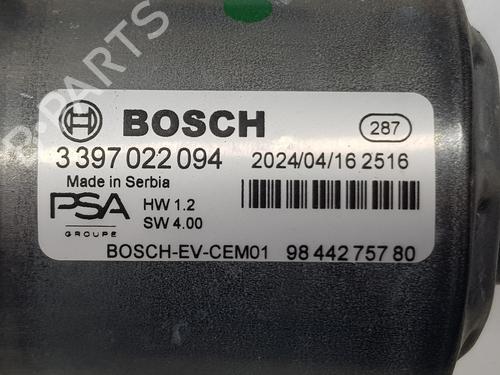 BOSCH
287
3 397 022 094
2024/04/16 2516
Made in Serbia
PSA
GROUPE
HW 1.2
SW 4.00
BOSCH-EV-CEM01
98 442 757 80